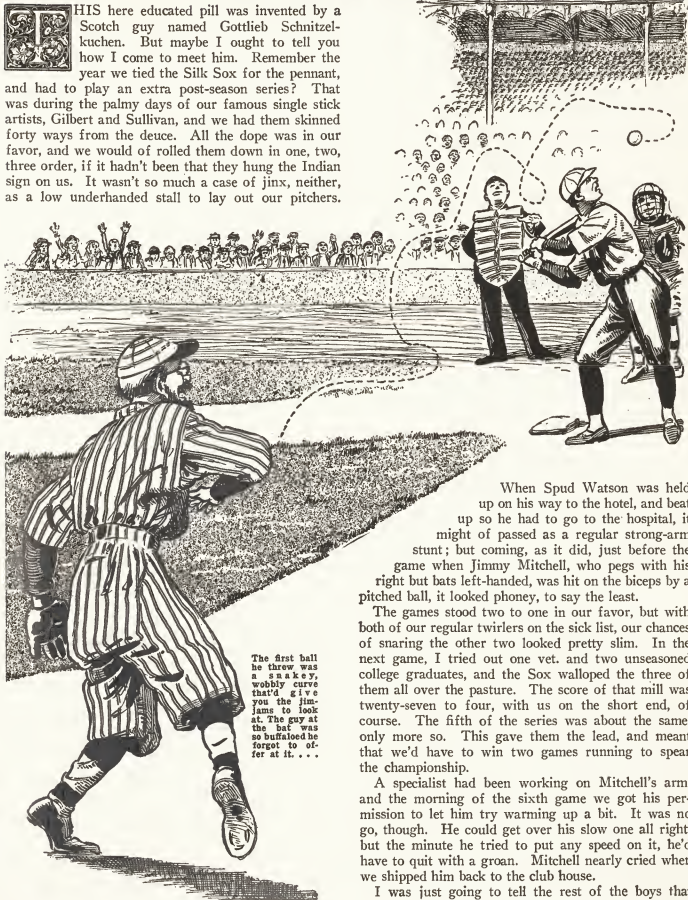 THIS here educated pill was invented by a
Scotch guy named Gottlieb Schnitzel-
kuchen. But maybe I ought to tell you
how I come to meet him. Remember the
year we tied the Silk Sox for the pennant,
and had to play an extra post-season series? That
was during the palmy days of our famous single stick
artists, Gilbert and Sullivan, and we had them skinned
forty ways from the deuce. All the dope was in our
favor, and we would of rolled them down in one, two,
three order, if it hadn't been that they hung the Indian
sign on us. It wasn't so much a case of jinx, neither,
as a low underhanded stall to lay out our pitchers.
When Spud Watson was held
up on his way to the hotel, and beat
up so he had to go to the hospital, it
might of passed as a regular strong-arm
stunt; but coming, as it did, just before the
game when Jimmy Mitchell, who pegs with his
right but bats left-handed, was hit on the biceps by a
pitched ball, it looked phoney, to say the least.
The games stood two to one in our favor, but with
both of our regular twirlers on the sick list, our chances
of snaring the other two looked pretty slim. In the
next game, I tried out one vet. and two unseasoned
college graduates, and the Sox walloped the three of
them all over the pasture. The score of that mill was
twenty-seven to four, with us on the short end, of
course. The fifth of the series was about the same,
only more so. This gave them the lead, and meant
that we'd have to win two games running to spear
the championship.
A specialist had been working on Mitchell's arm,
and the morning of the sixth game we got his per-
mission to let him try warming up a bit. It was no
go, though. He could get over his slow one all right,
but the minute he tried to put any speed on it, he'd
have to quit with a groan. Mitchell nearly cried when
we shipped him back to the club house.
I was just going to tell the rest of the boys that
The first ball
he threw was
a snakey,
wobbly curve
that'd give
you the jim-
jams to look
at. The guy at
the bat was
so buffaloed he
forgot to of-
fer at it. . . .